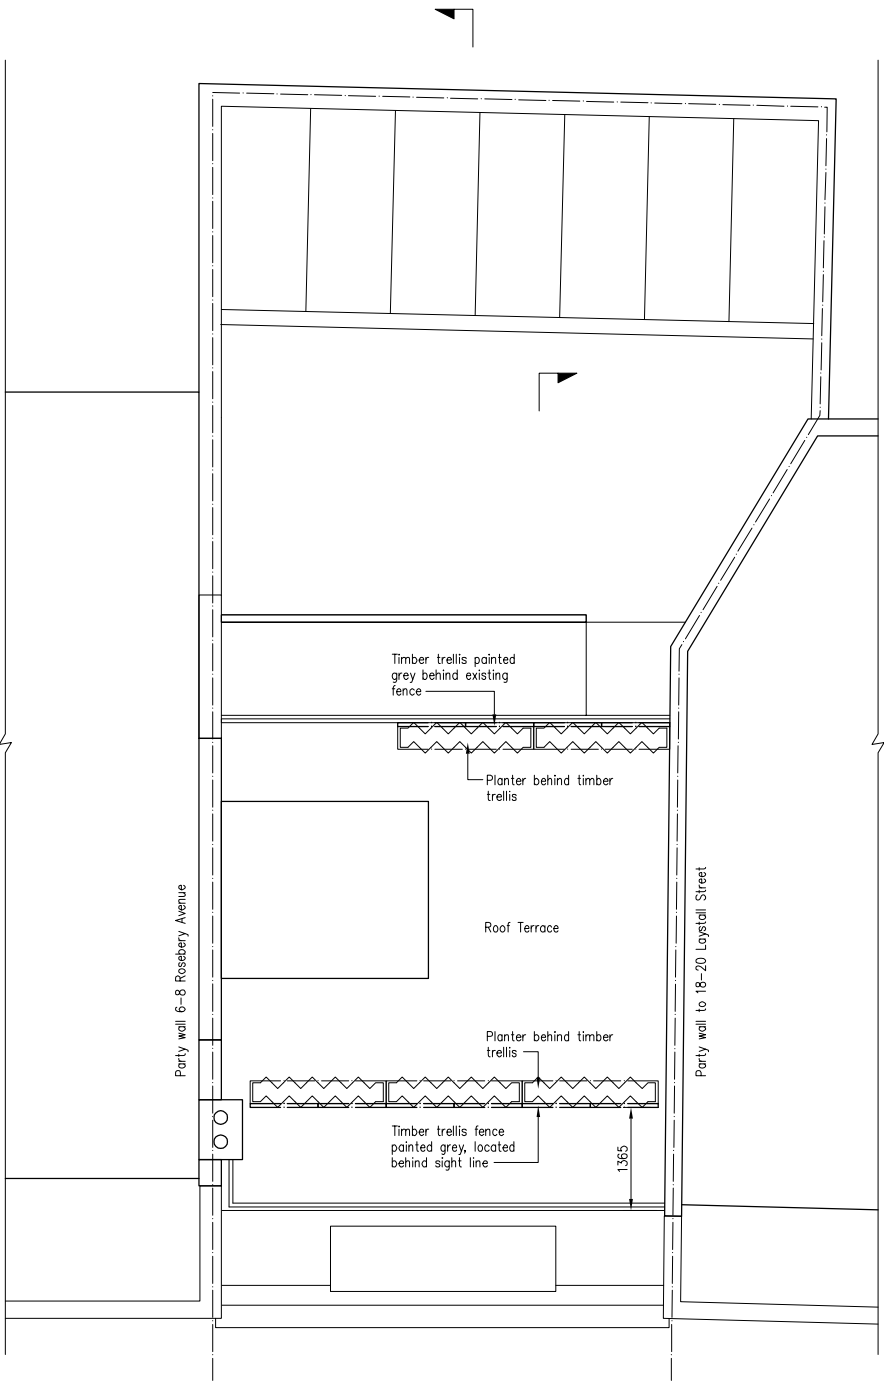 Timber trellis painted
grey behind existing
fence
Planter behind timber
trellis
Party wall 6-8 Rosebery Avenue
Party wall to 18-20 Laystall Street
Roof Terrace
Planter behind timber
trellis
Timber trellis fence
painted grey, located
behind sight line
1365